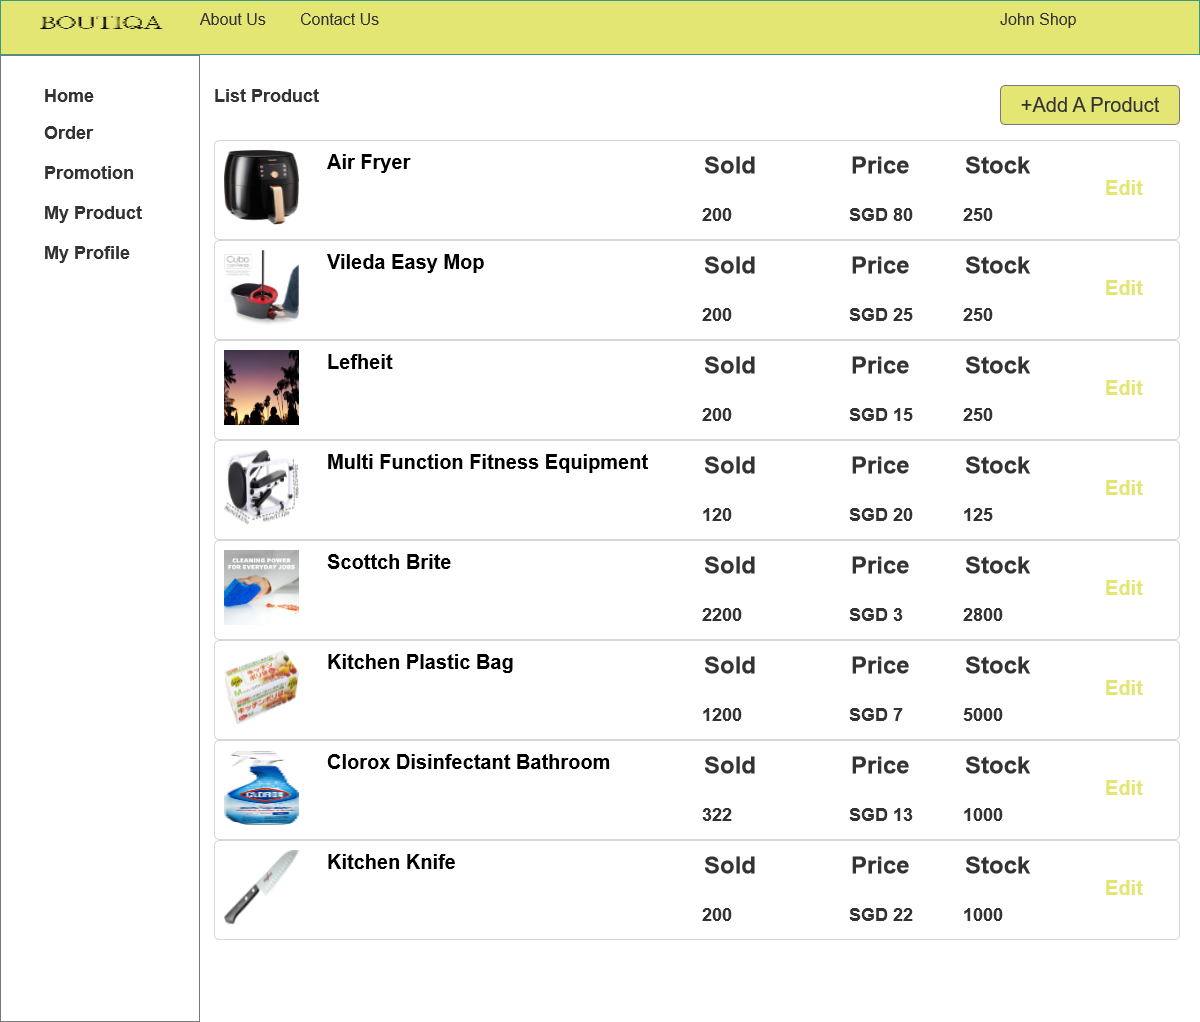 BOUTIQA About Us Contact Us John Shop
Home
Order
Promotion
My Product
My Profile
List Product
+Add A Product
Air Fryer Sold Price Stock
Edit
200 SGD 80 250
Cubo
Vileda Easy Mop Sold Price Stock
Edit
200 SGD 25 250
Lefheit Sold Price Stock
Edit
200 SGD 15 250
Multi Function Fitness Equipment Sold Price Stock
Edit
120 SGD 20 125
CLEANING POWER
FOR EVERYDAY JOBS
Scottch Brite Sold Price Stock
Edit
2200 SGD 3 2800
Kitchen Plastic Bag Sold Price Stock
Edit
1200 SGD 7 5000
CLOROX
Clorox Disinfectant Bathroom Sold Price Stock
Edit
322 SGD 13 1000
Kitchen Knife Sold Price Stock
Edit
200 SGD 22 1000